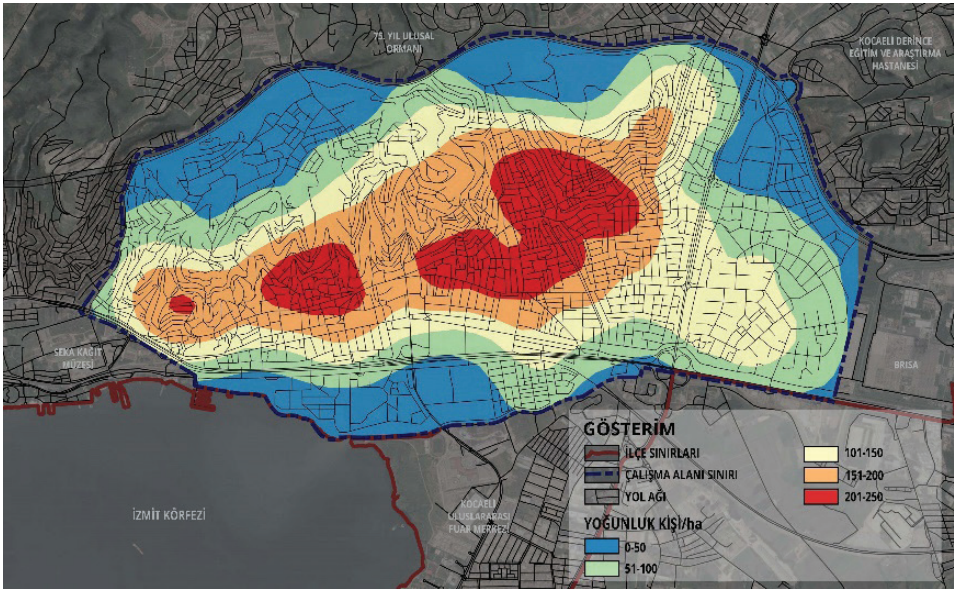 75. YIL ULUSAL
ORMANI
KOCAELİ DERİNCE
EĞİTİM VE ARAŞTIRMA
HASTANESİ
SEKA KAĞIT
MÜZESİ
BRISA
İZMİT KÖRFEZİ
KOCAELİ
ULUSLARARASI
FUAR MERKEZİ
GÖSTERİM
İLÇE SINIRLARI
ÇALIŞMA ALANI SINIRI
YOL AĞI
YOĞUNLUK KİŞİ/ha
0-50
51-100
101-150
151-200
201-250